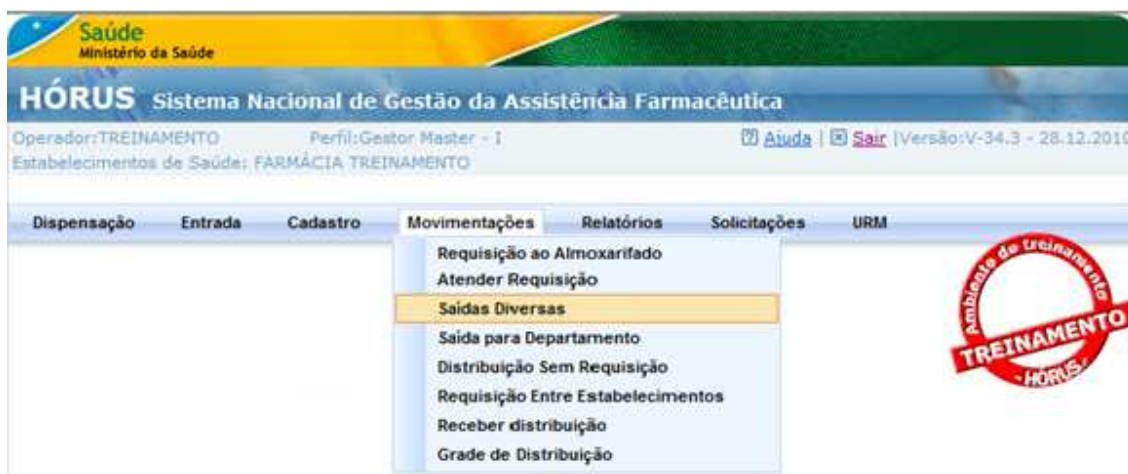 Saúde
Ministério da Saúde
HÓRUS Sistema Nacional de Gestão da Assistência Farmacêutica
Operador:TREINAMENTO Perfil:Gestor Master - I Ajuda | Sair |Versão:V-34.3 - 28.12.2010
Estabelecimentos de Saúde: FARMÁCIA TREINAMENTO
Dispensação Entrada Cadastro Movimentações Relatórios Solicitações URM
Requisição ao Almoxarifado
Atender Requisição
Saídas Diversas
Saída para Departamento
Distribuição Sem Requisição
Requisição Entre Estabelecimentos
Receber distribuição
Grade de Distribuição
Ambiente de treinamento
TREINAMENTO
- HÓRUS -